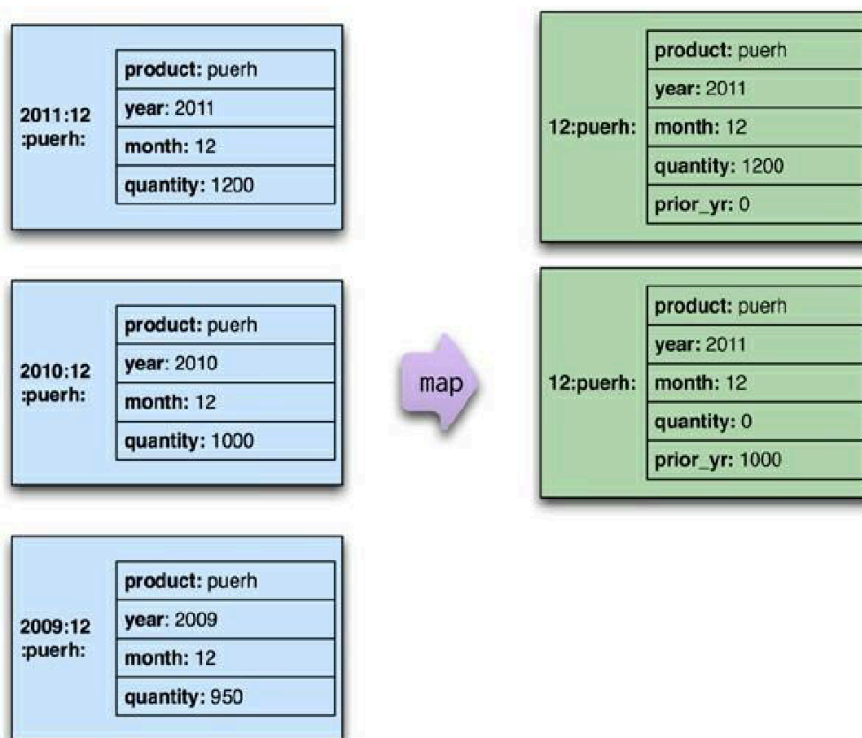 2011:12
:puerh:
product: puerh
year: 2011
month: 12
quantity: 1200
2010:12
:puerh:
product: puerh
year: 2010
month: 12
quantity: 1000
2009:12
:puerh:
product: puerh
year: 2009
month: 12
quantity: 950
map
12:puerh:
product: puerh
year: 2011
month: 12
quantity: 1200
prior_yr: 0
12:puerh:
product: puerh
year: 2011
month: 12
quantity: 0
prior_yr: 1000